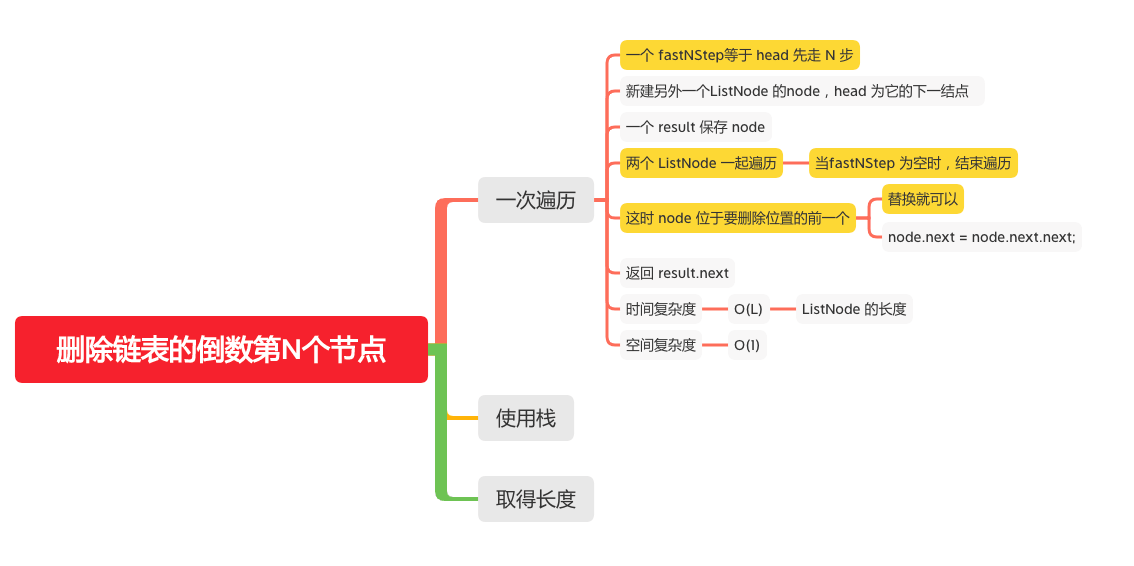 删除链表的倒数第N个节点
一次遍历
一个 fastNStep等于 head 先走 N 步
新建另外一个ListNode 的node，head 为它的下一结点
一个 result 保存 node
两个 ListNode 一起遍历
当fastNStep 为空时，结束遍历
这时 node 位于要删除位置的前一个
替换就可以
node.next = node.next.next;
返回 result.next
时间复杂度
O(L)
ListNode 的长度
空间复杂度
O(1)
使用栈
取得长度